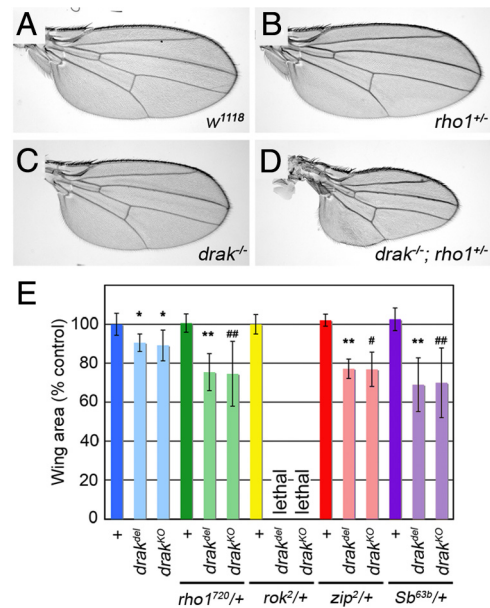 A
w1118
B
rho1+/-
C
drak-/-
D
drak-/-; rho1+/-
E
Wing area (% control)
100
80
60
40
20
0
* * ** ## ** # ** ##
lethal lethal
+ drakdel drakKO + drakdel drakKO + drakdel drakKO + drakdel drakKO + drakdel drakKO
rho1720/+ rok2/+ zip2/+ Sb63b/+